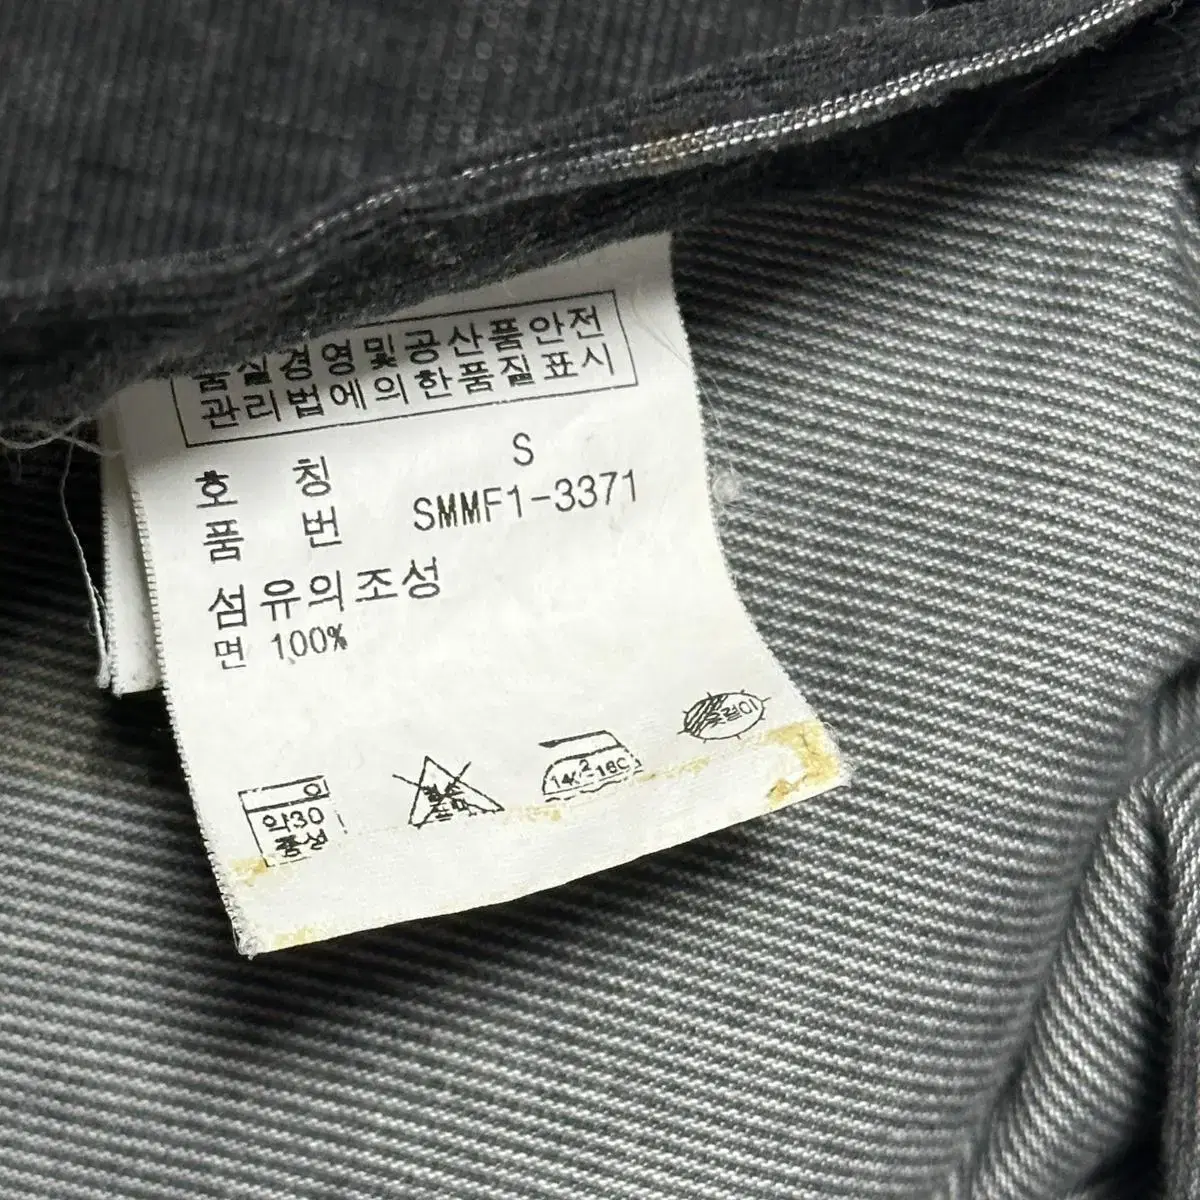 품질경영및공산품안전
관리법에의한품질표시
호 칭 S
품 번 SMMF1-3371
섬유의조성
면 100%
약30
중성
옷걸이